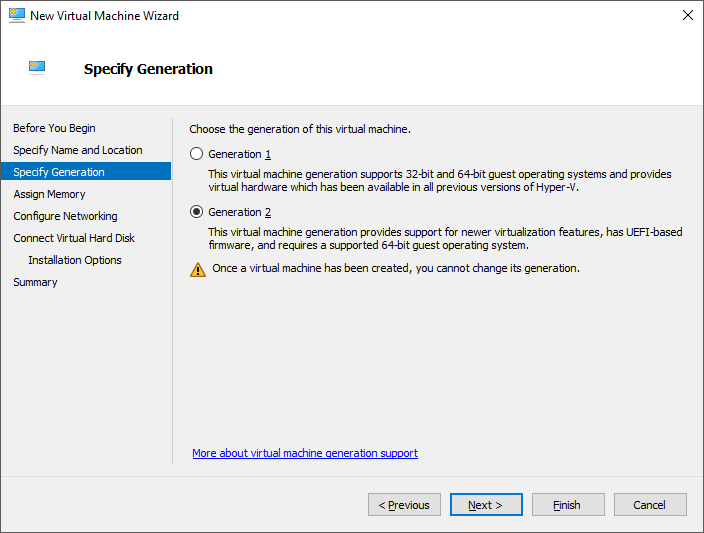 New Virtual Machine Wizard
Specify Generation
Before You Begin
Specify Name and Location
Specify Generation
Assign Memory
Configure Networking
Connect Virtual Hard Disk
Installation Options
Summary
Choose the generation of this virtual machine.
Generation 1
This virtual machine generation supports 32-bit and 64-bit guest operating systems and provides
virtual hardware which has been available in all previous versions of Hyper-V.
Generation 2
This virtual machine generation provides support for newer virtualization features, has UEFI-based
firmware, and requires a supported 64-bit guest operating system.
Once a virtual machine has been created, you cannot change its generation.
More about virtual machine generation support
< Previous
Next >
Finish
Cancel